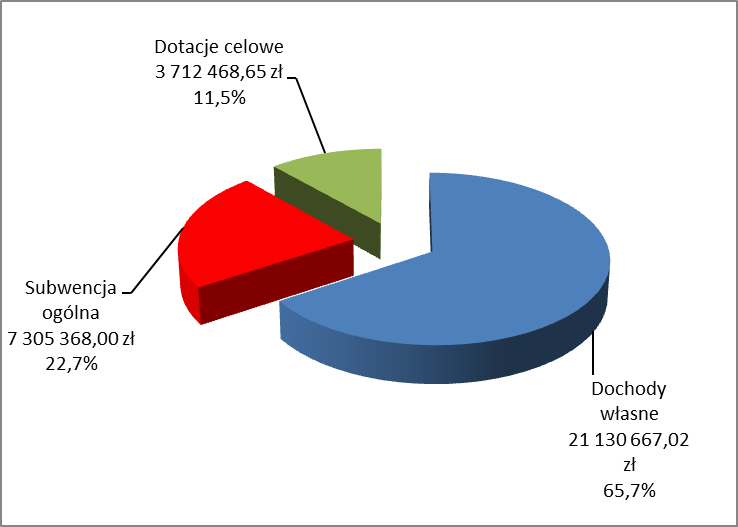 Dotacje celowe
3 712 468,65 zł
11,5%
Subwencja
ogólna
7 305 368,00 zł
22,7%
Dochody
własne
21 130 667,02
zł
65,7%